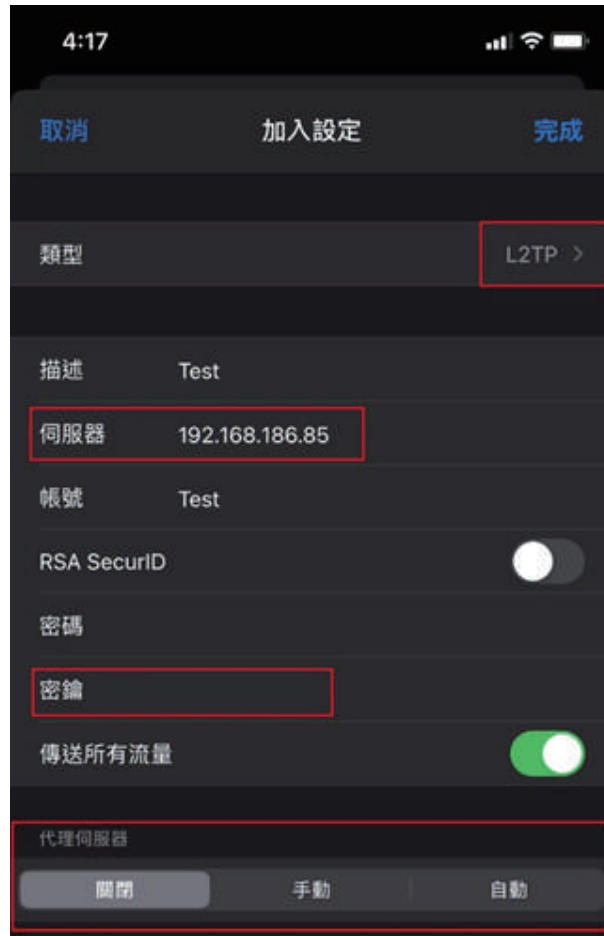 4:17
取消 加入設定 完成
類型 L2TP >
描述 Test
伺服器 192.168.186.85
帳號 Test
RSA SecurID
密碼
密鑰
傳送所有流量
代理伺服器
關閉 手動 自動